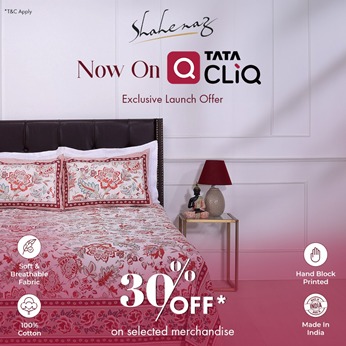 *T&C Apply
Shahenaz
Now On Q TATA
CLiQ
Exclusive Launch Offer
Soft &
Breathable
Fabric
100%
Cotton
30% OFF*
on selected merchandise
Hand Block
Printed
Made In
India